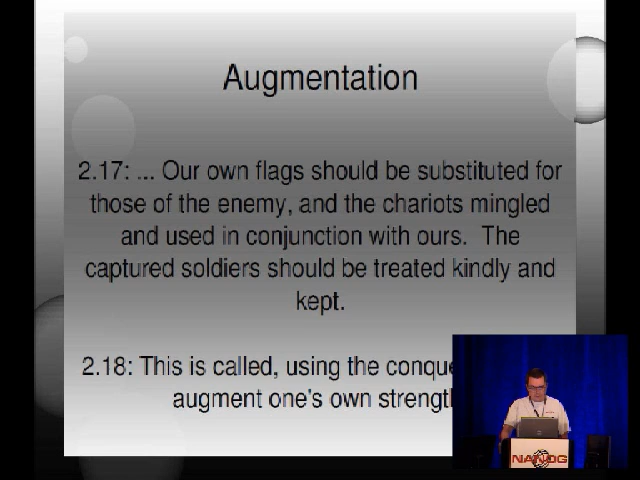 Augmentation
2.17: ... Our own flags should be substituted for
those of the enemy, and the chariots mingled
and used in conjunction with ours. The
captured soldiers should be treated kindly and
kept.
2.18: This is called, using the
augment one's own
NANOG